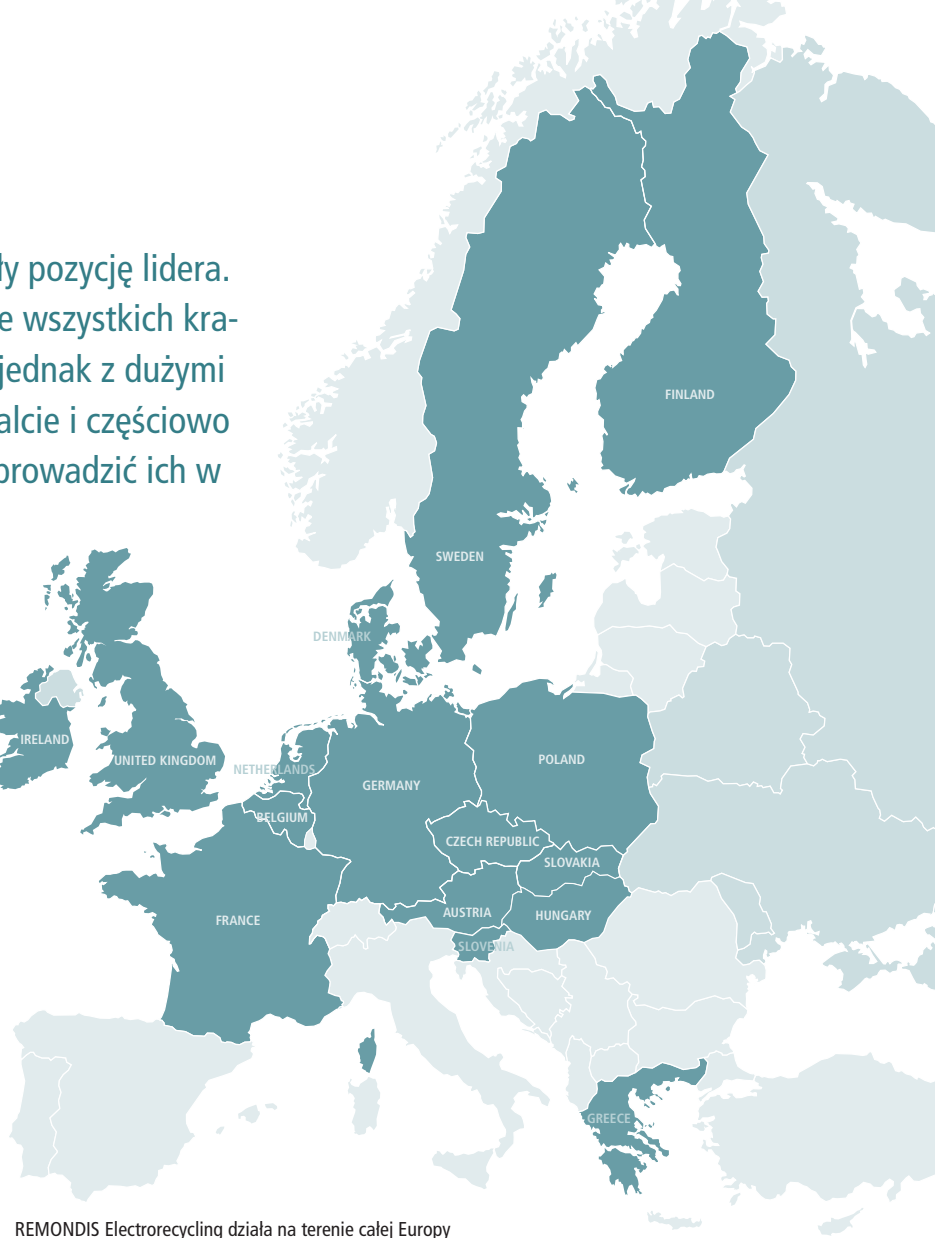 ły pozycję lidera.
e wszystkich kra-
jednak z dużymi
alcie i częściowo
prowadzić ich w
FINLAND
SWEDEN
DENMARK
IRELAND
UNITED KINGDOM
NETHERLANDS
GERMANY
POLAND
BELGIUM
CZECH REPUBLIC
SLOVAKIA
FRANCE
AUSTRIA
HUNGARY
SLOVENIA
GREECE
REMONDIS Electrorecycling działa na terenie całej Europy